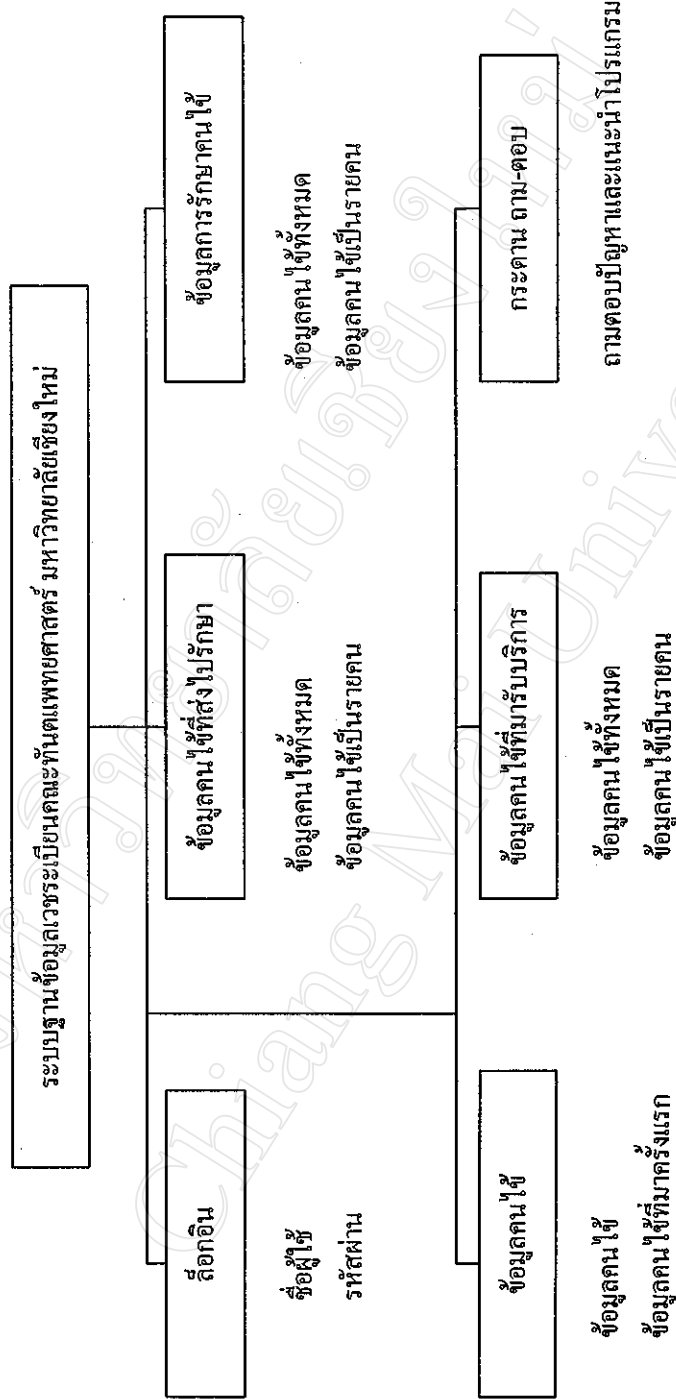 ระบบฐานข้อมูลเวชระเบียนคณะทันตแพทยศาสตร์ มหาวิทยาลัยเชียงใหม่
ล็อกอิน
ชื่อผู้ใช้
รหัสผ่าน
ข้อมูลคนไข้ที่ส่งไปรักษา
ข้อมูลคนไข้ทั้งหมด
ข้อมูลคนไข้เป็นรายคน
ข้อมูลการรักษาคนไข้
ข้อมูลคนไข้ทั้งหมด
ข้อมูลคนไข้เป็นรายคน
ข้อมูลคนไข้
ข้อมูลคนไข้
ข้อมูลคนไข้ที่มาครั้งแรก
ข้อมูลคนไข้ที่มารับบริการ
ข้อมูลคนไข้ทั้งหมด
ข้อมูลคนไข้เป็นรายคน
กระดาน ถาม-ตอบ
ถามตอบปัญหาและแนะนำโปรแกรม
Chiang Mai Unive